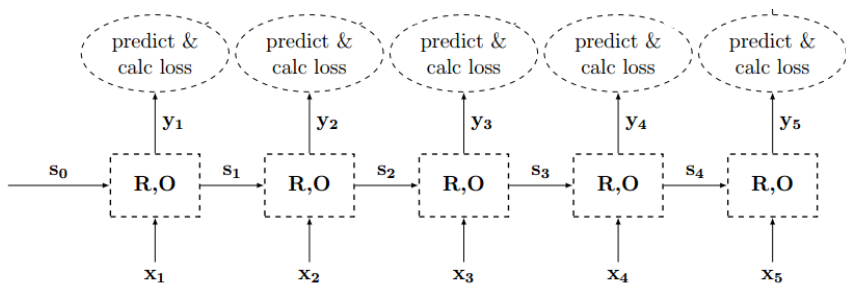 predict & predict & predict & predict & predict &
calc loss calc loss calc loss calc loss calc loss
y₁ y₂ y₃ y₄ y₅
s₀ s₁ s₂ s₃ s₄
R,O R,O R,O R,O R,O
x₁ x₂ x₃ x₄ x₅